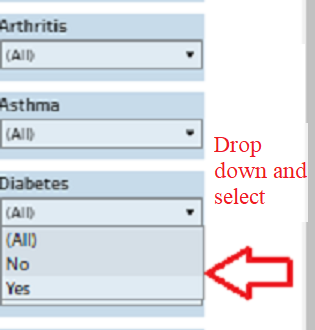 Arthritis
(All)
Asthma
(All)
Drop
down and
select
Diabetes
(All)
(All)
No
Yes